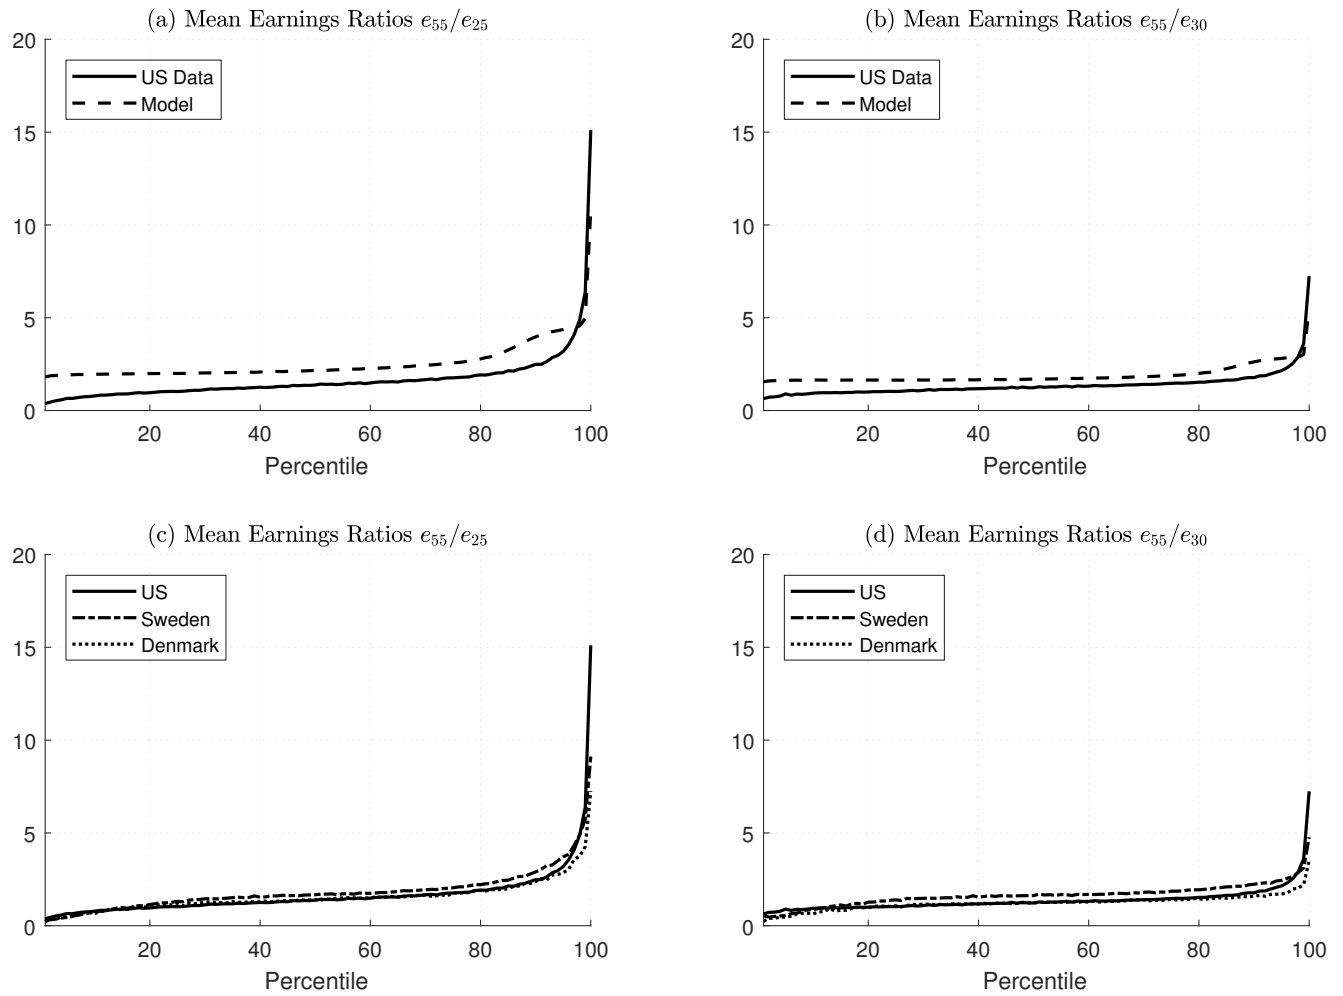 (a) Mean Earnings Ratios e55/e25
20
15
10
5
0
US Data
Model
20 40 60 80 100
Percentile
(b) Mean Earnings Ratios e55/e30
20
15
10
5
0
US Data
Model
20 40 60 80 100
Percentile
(c) Mean Earnings Ratios e55/e25
20
15
10
5
0
US
Sweden
Denmark
20 40 60 80 100
Percentile
(d) Mean Earnings Ratios e55/e30
20
15
10
5
0
US
Sweden
Denmark
20 40 60 80 100
Percentile